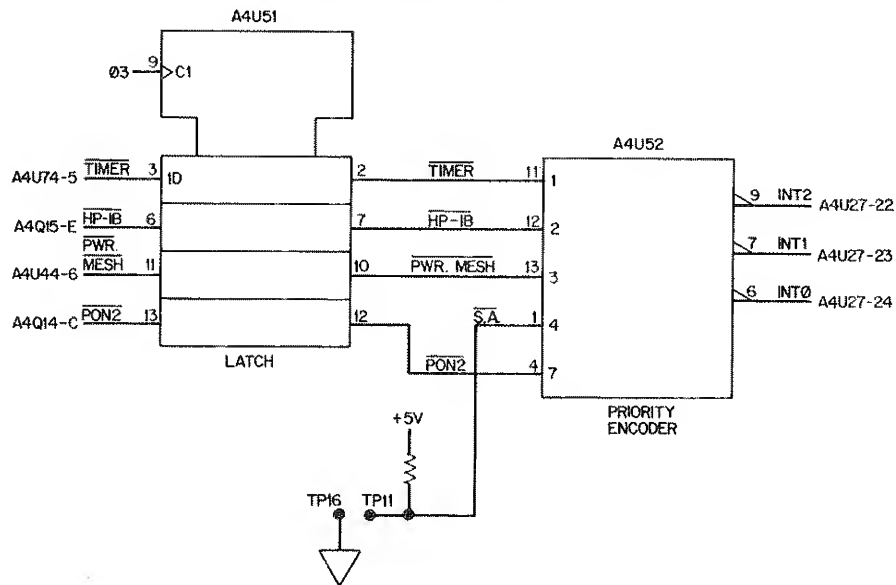 A4U51
Ø3 9 C1
A4U52
A4U74-5 TIMER 3 1D 2 TIMER 11 1
9 INT2 A4U27-22
A4Q15-E HP-IB 6 7 HP-IB 12 2
7 INT1 A4U27-23
PWR.
A4U44-6 MESH 11 10 PWR. MESH 13 3
6 INTØ A4U27-24
S.A. 1 4
A4Q14-C PON2 13 12
PON2 4 7
LATCH
PRIORITY
ENCODER
+5V
TP16 TP11